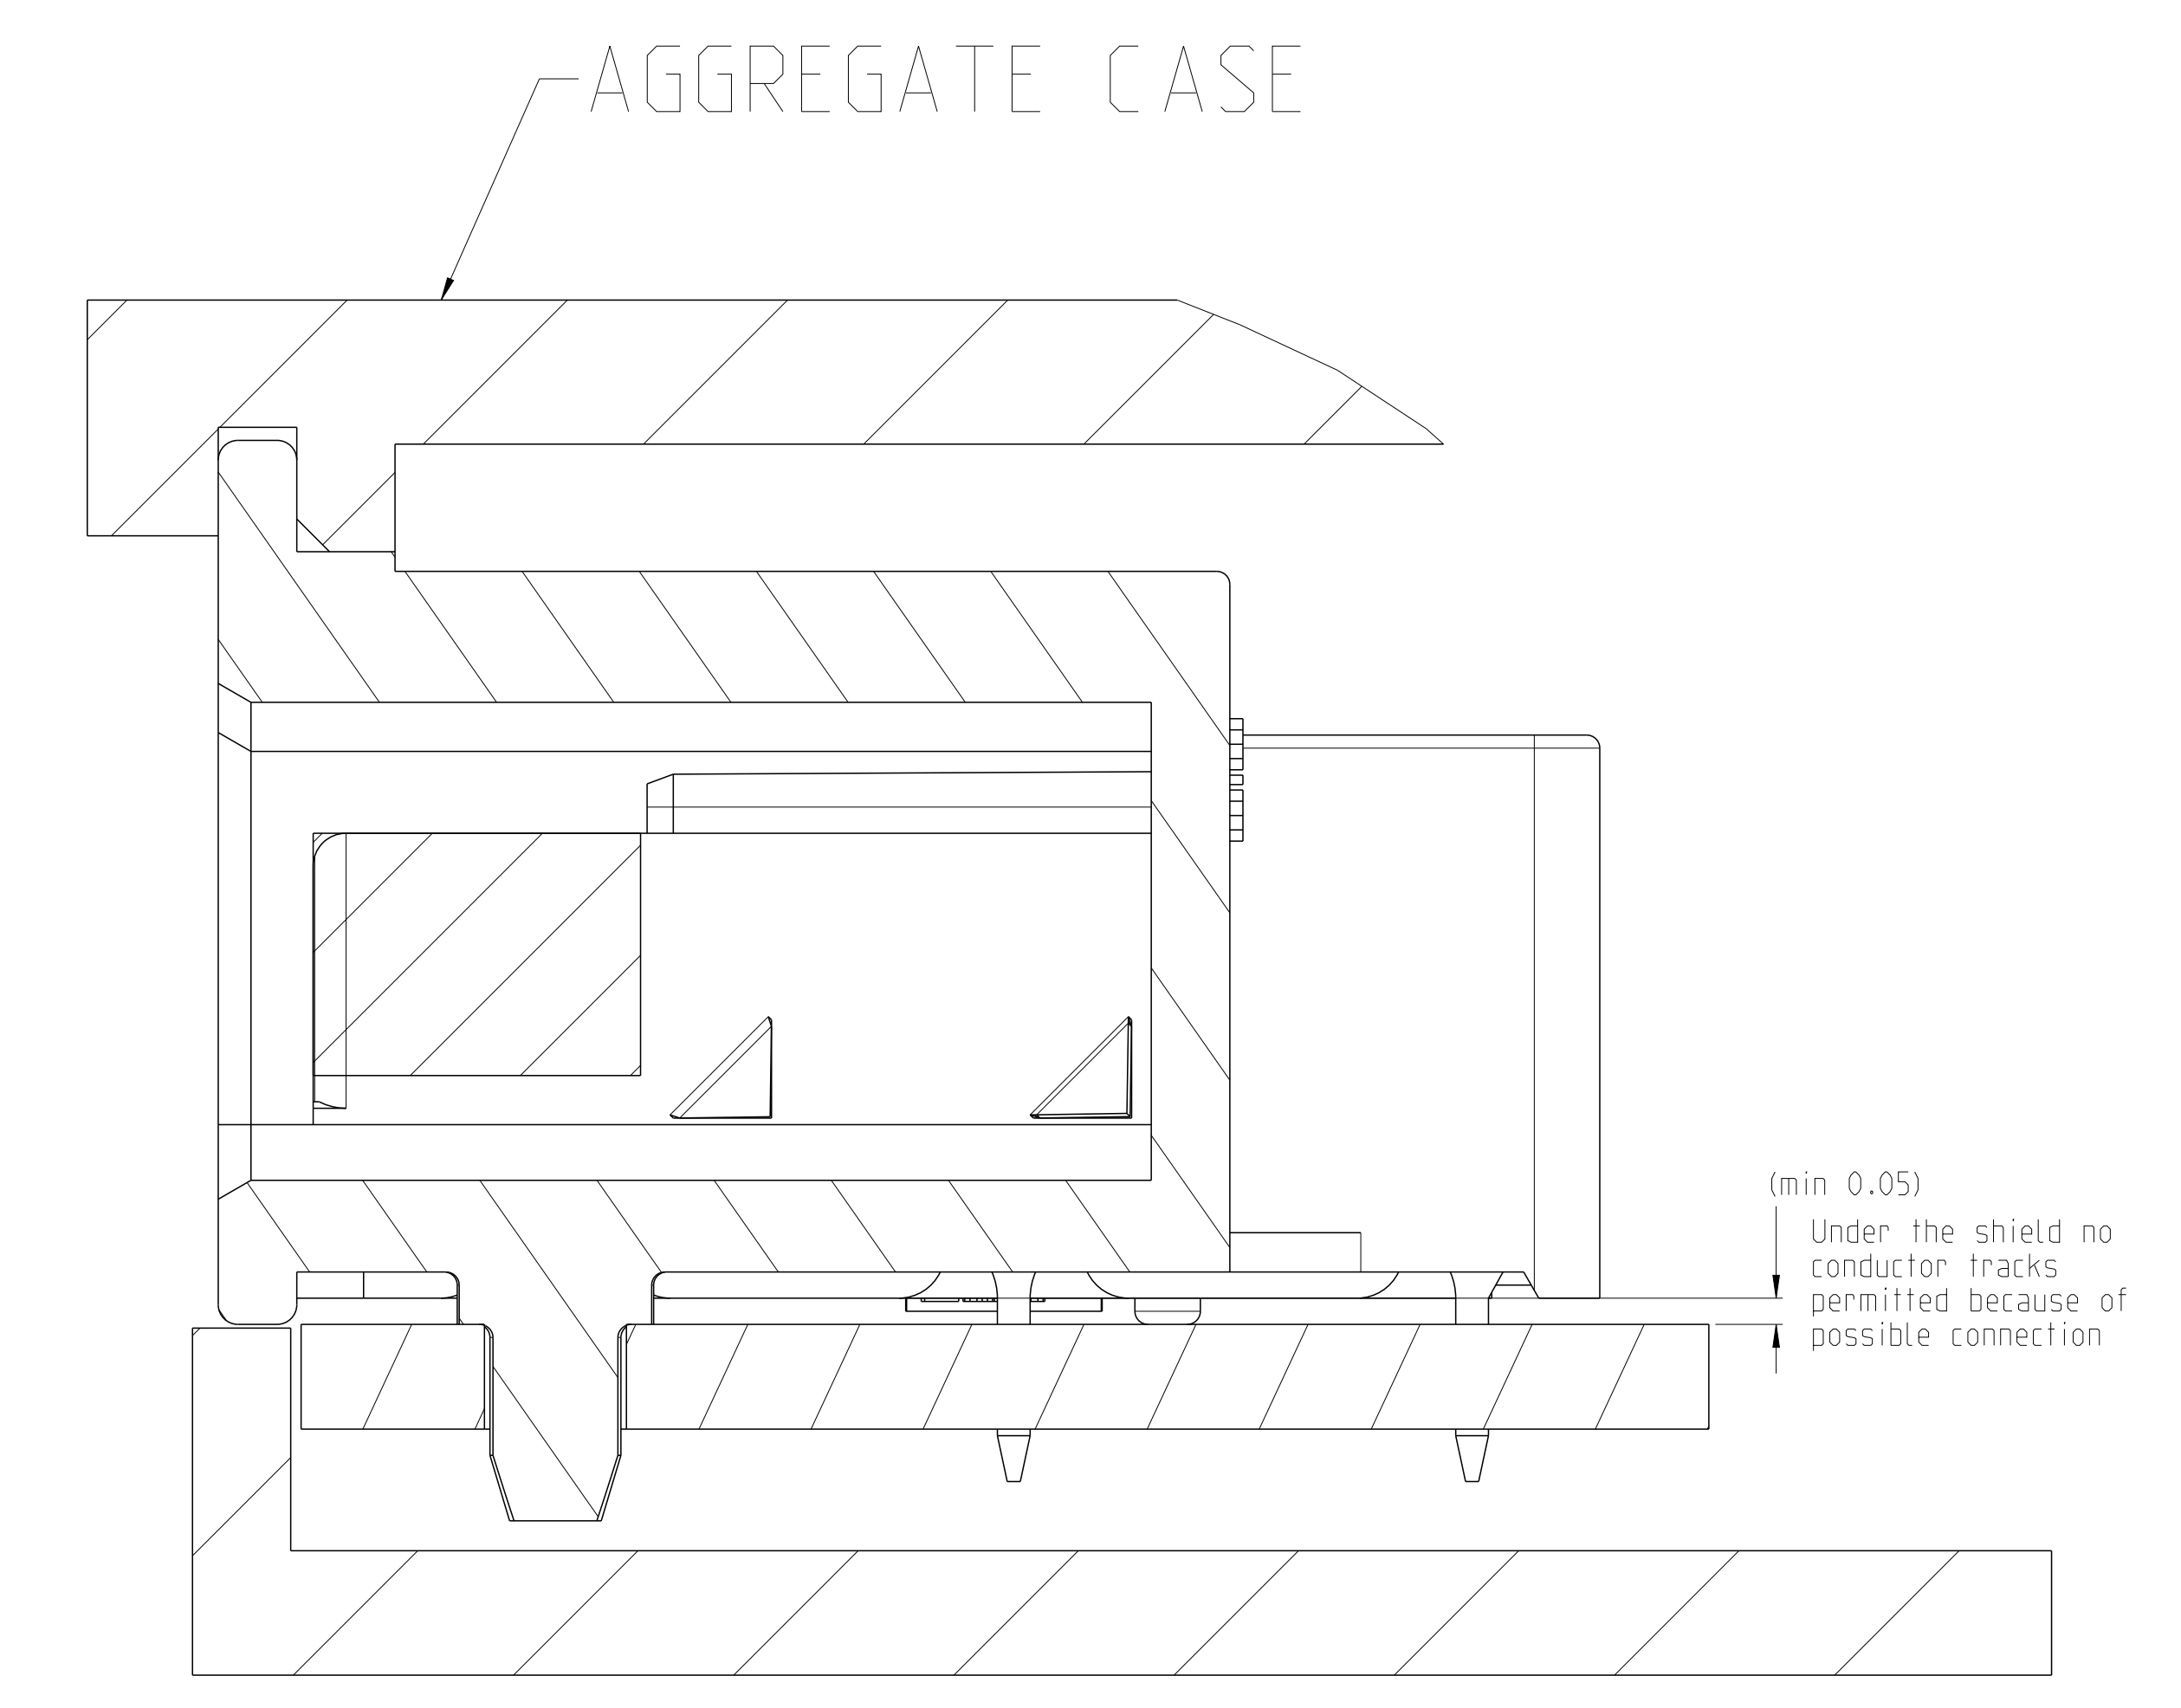 AGGREGATE CASE
(min 0.05)
Under the shield no
conductor tracks
permitted because of
possible connection